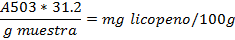 A503 * 31.2 / g muestra = mg licopeno/100g